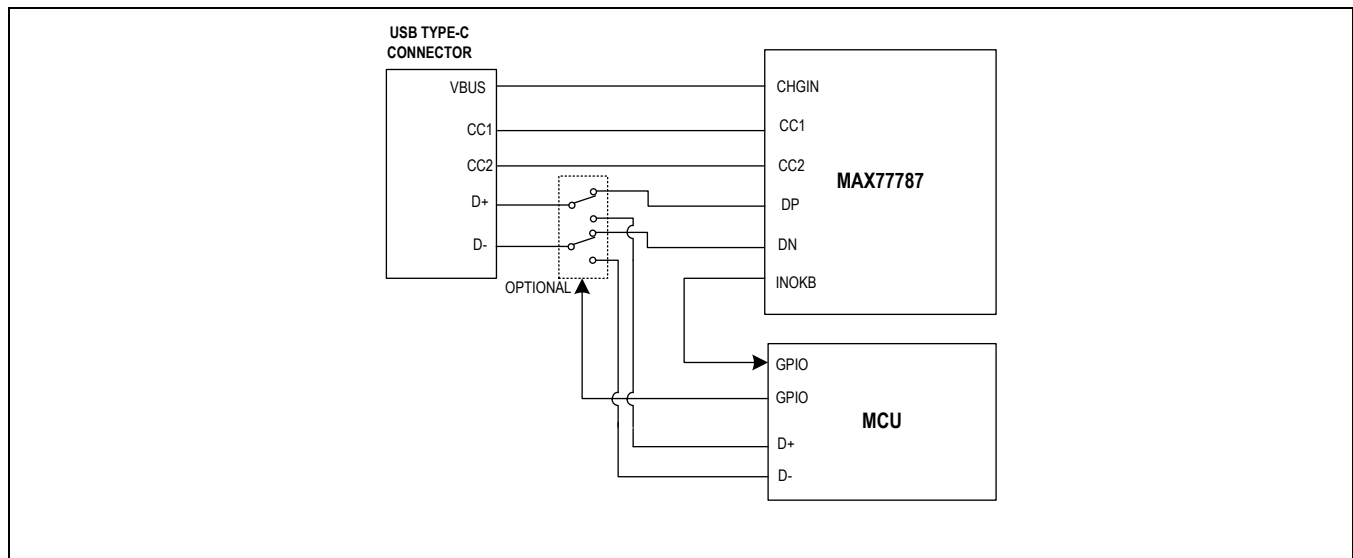 USB TYPE-C
CONNECTOR
VBUS
CC1
CC2
D+
D-
OPTIONAL
CHGIN
CC1
CC2
DP
DN
INOKB
MAX77787
GPIO
GPIO
D+
D-
MCU